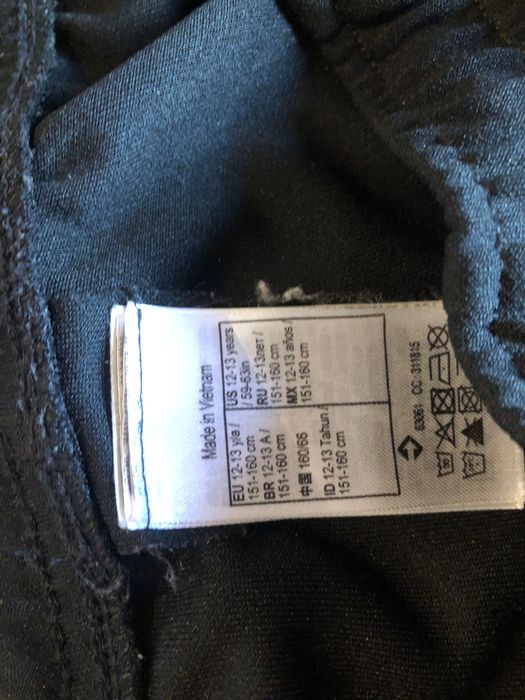 Made in Vietnam
EU 12-13 y/a /
151-160 cm
BR 12-13 A /
151-160 cm
中国 160/66
ID 12-13 Tahun /
151-160 cm
US 12-13 years
/ 59-63in
RU 12-13лет /
151-160 cm
MX 12-13 años /
151-160 cm
63061 CC: 311815